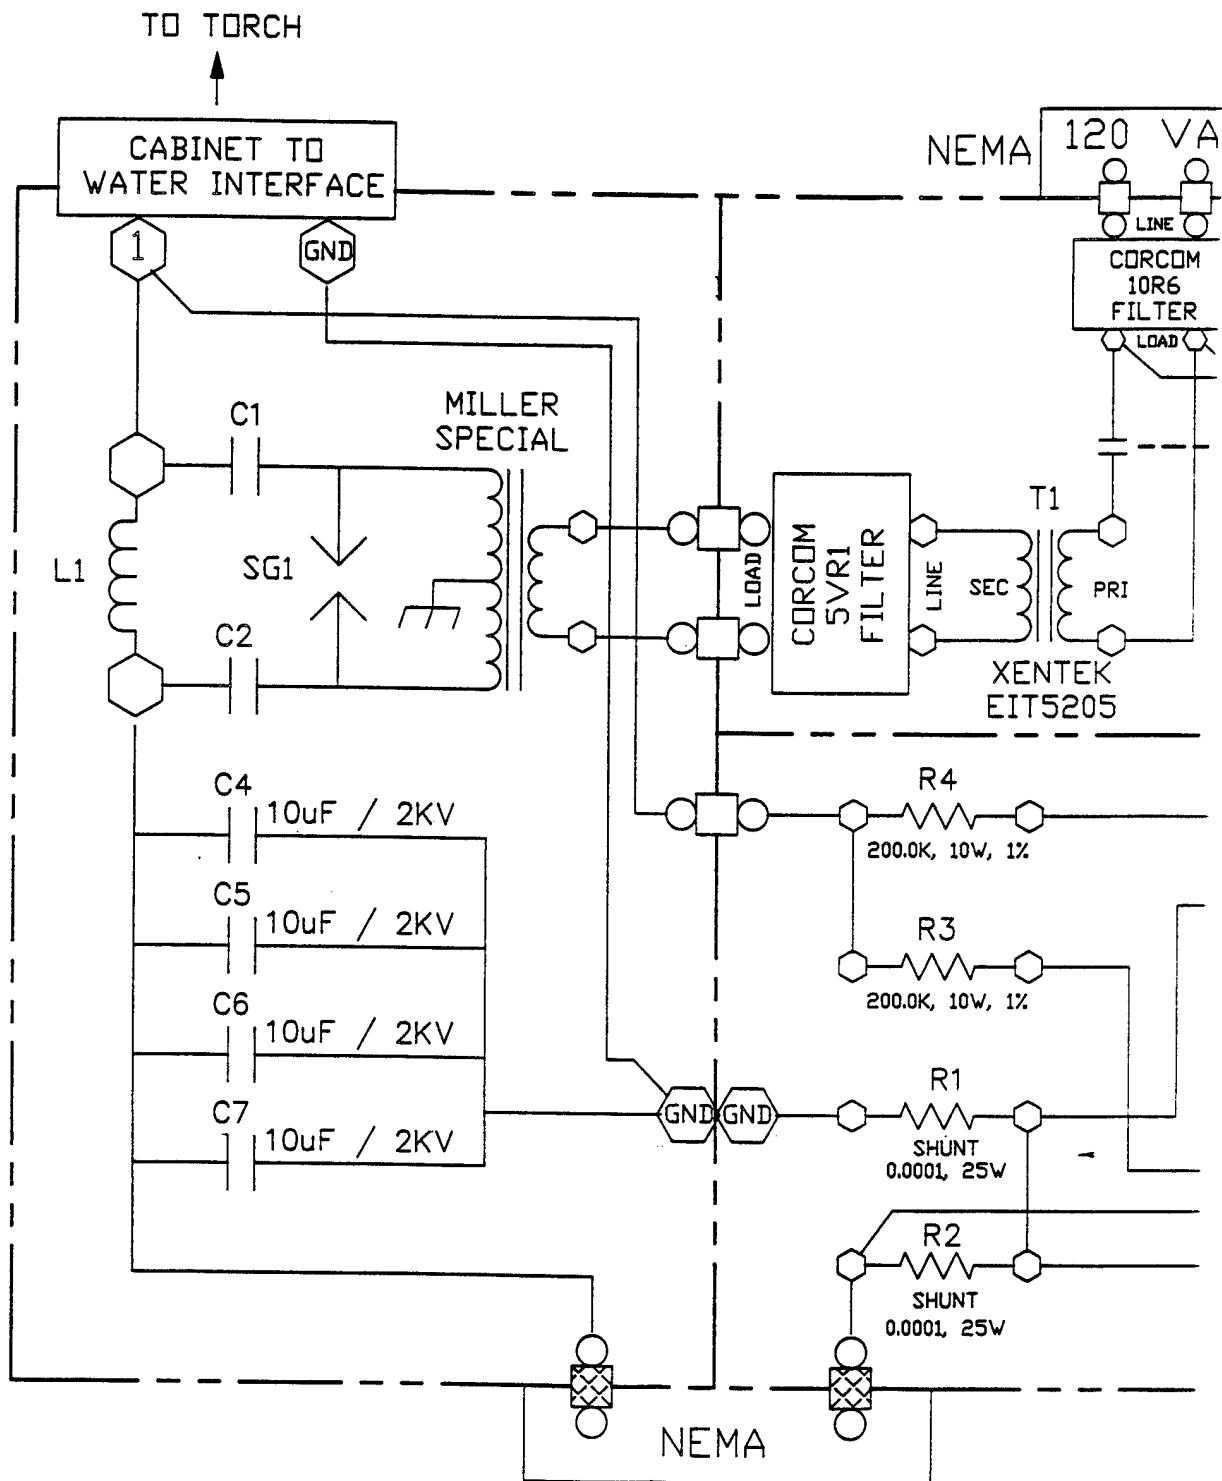 TO TORCH
CABINET TO
WATER INTERFACE
NEMA
120 VA
LINE
1
GND
CORCOM
10R6
FILTER
LOAD
MILLER
SPECIAL
C1
L1
SG1
C2
LOAD
CORCOM
5VR1
FILTER
LINE
T1
SEC
PRI
XENTEK
EIT5205
C4
10uF / 2KV
R4
200.0K, 10W, 1%
C5
10uF / 2KV
R3
200.0K, 10W, 1%
C6
10uF / 2KV
R1
GND
GND
SHUNT
0.0001, 25W
C7
10uF / 2KV
R2
SHUNT
0.0001, 25W
NEMA